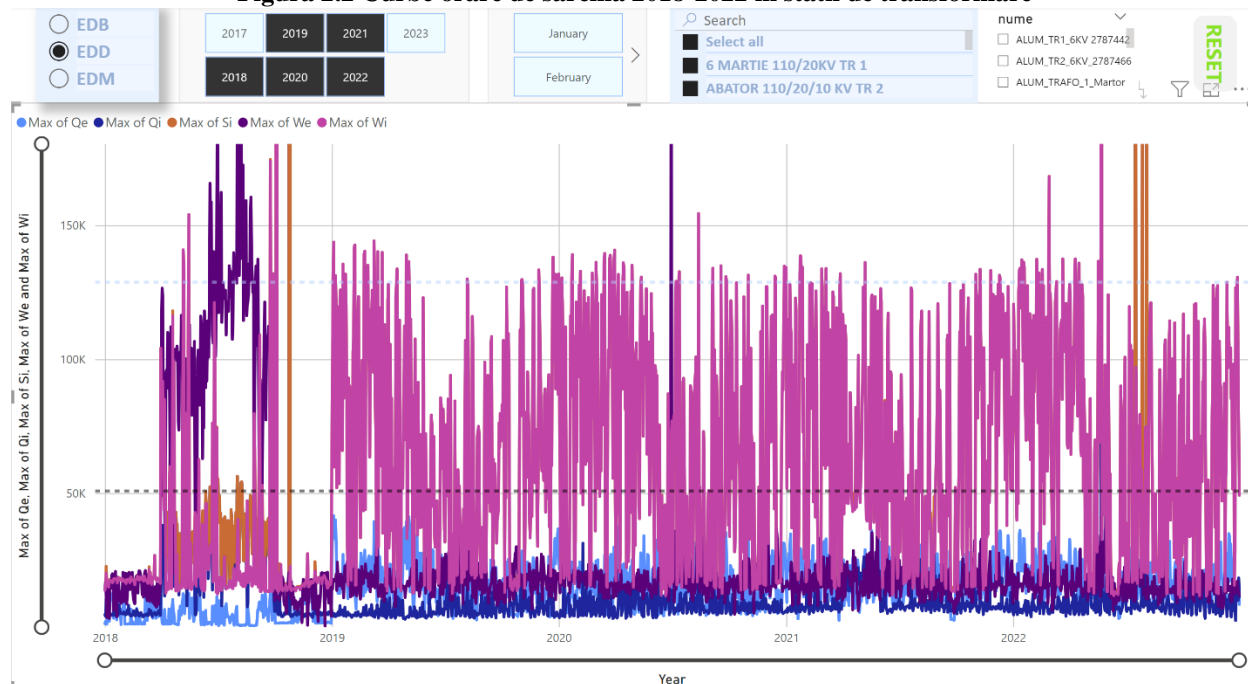 Figura 2.2 Curbe orare de sarcina 2018-2022 in statii de transformare
EDB
EDD
EDM
2017
2019
2021
2023
2018
2020
2022
January
February
Search
Select all
6 MARTIE 110/20KV TR 1
ABATOR 110/20/10 KV TR 2
nume
ALUM_TR1_6KV 2787442
ALUM_TR2_6KV_2787466
ALUM_TRAFO_1_Martor
RESET
Max of Qe Max of Qi Max of Si Max of We Max of Wi
Max of Qe, Max of Qi, Max of Si, Max of We and Max of Wi
150K
100K
50K
2018 2019 2020 2021 2022
Year